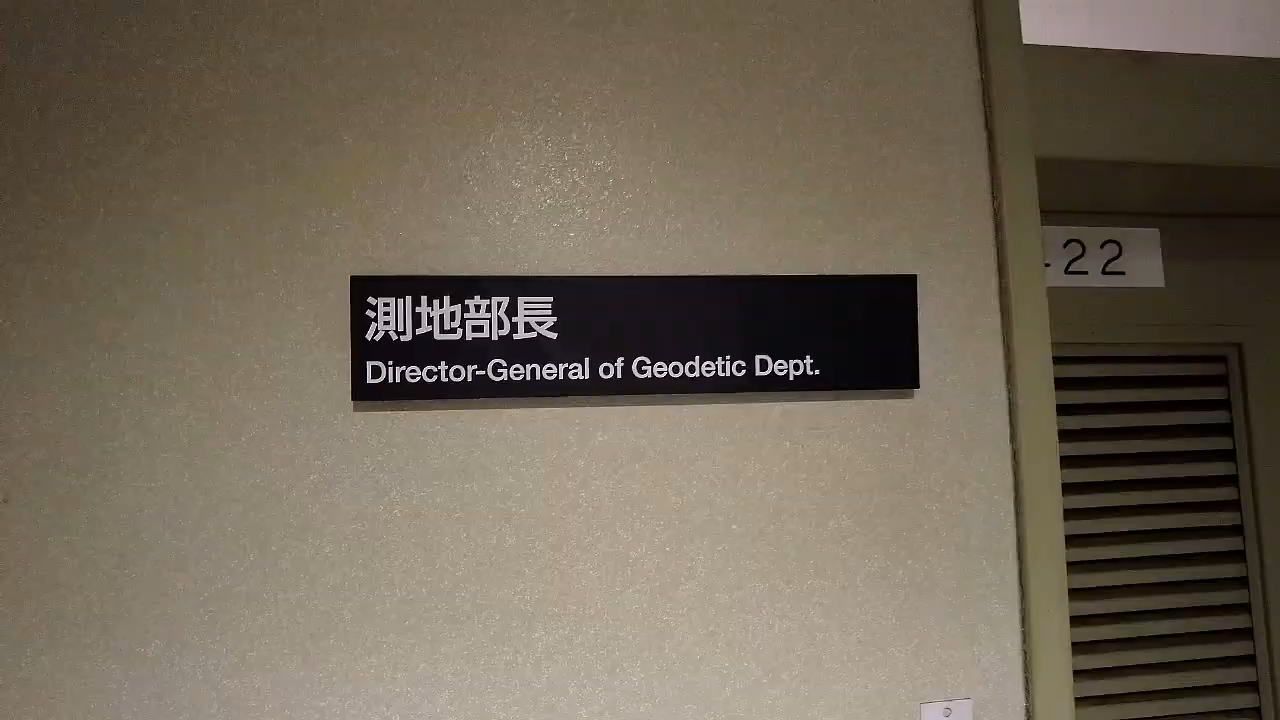 測地部長
Director-General of Geodetic Dept.
-22